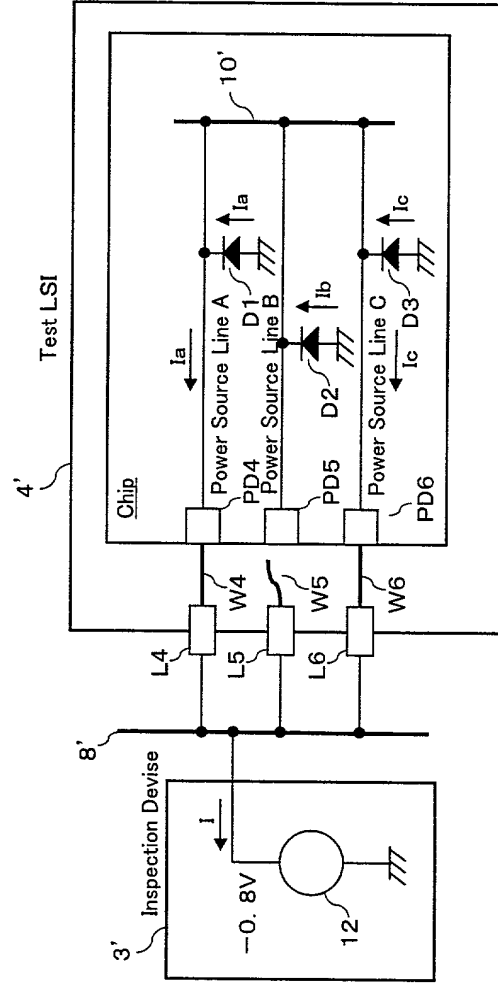 Test LSI
4'
Chip
10'
Ia
Ia
D1
Power Source Line A
PD4
W4
L4
Ib
D2
Power Source Line B
PD5
W5
L5
Ic
Ic
D3
Power Source Line C
PD6
W6
L6
8'
Inspection Devise
3'
I
−0. 8V
12